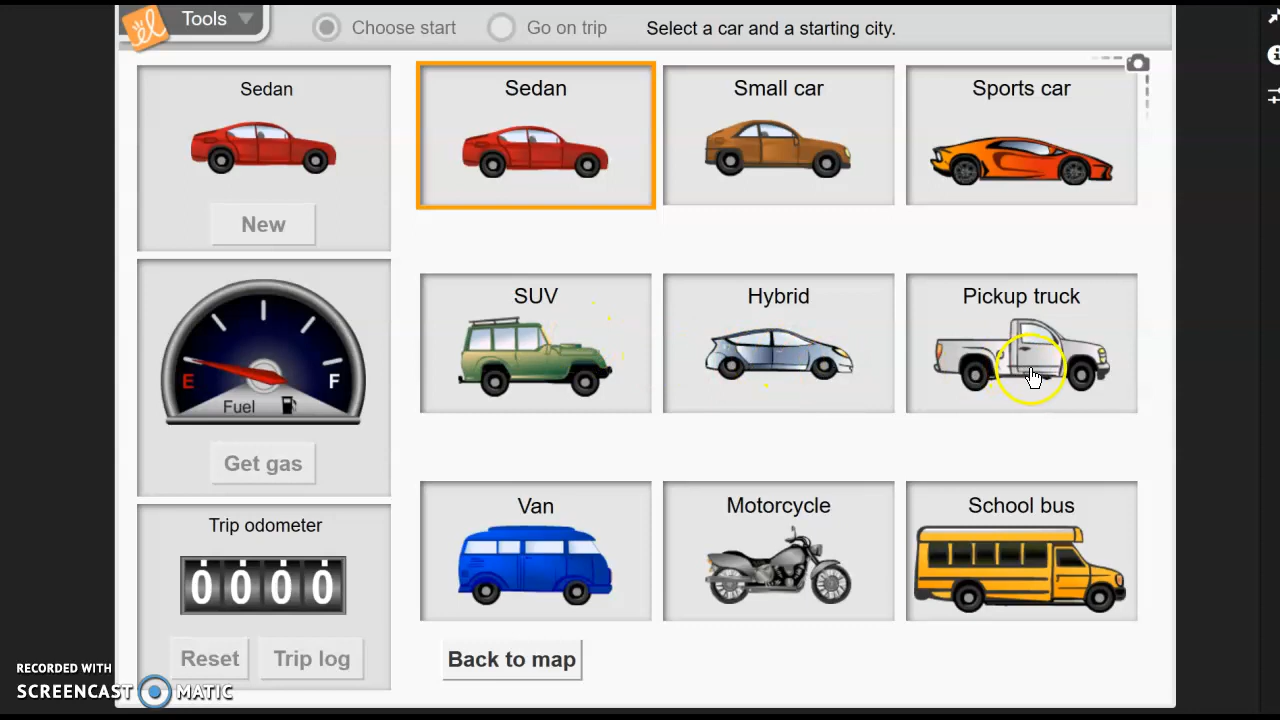 Tools
Choose start
Go on trip
Select a car and a starting city.
Sedan
New
E
F
Fuel
Get gas
Trip odometer
0000
Reset
Trip log
Sedan
Small car
Sports car
SUV
Hybrid
Pickup truck
Van
Motorcycle
School bus
Back to map
RECORDED WITH
SCREENCAST MATIC